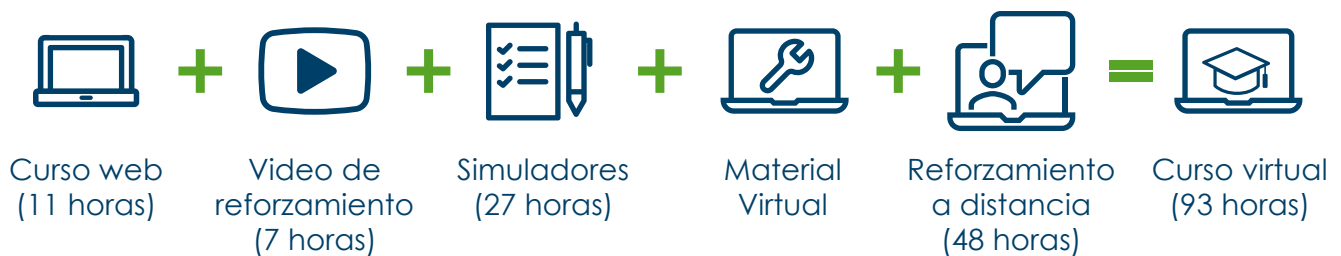 Curso web
(11 horas)
Video de
reforzamiento
(7 horas)
Simuladores
(27 horas)
Material
Virtual
Reforzamiento
a distancia
(48 horas)
Curso virtual
(93 horas)